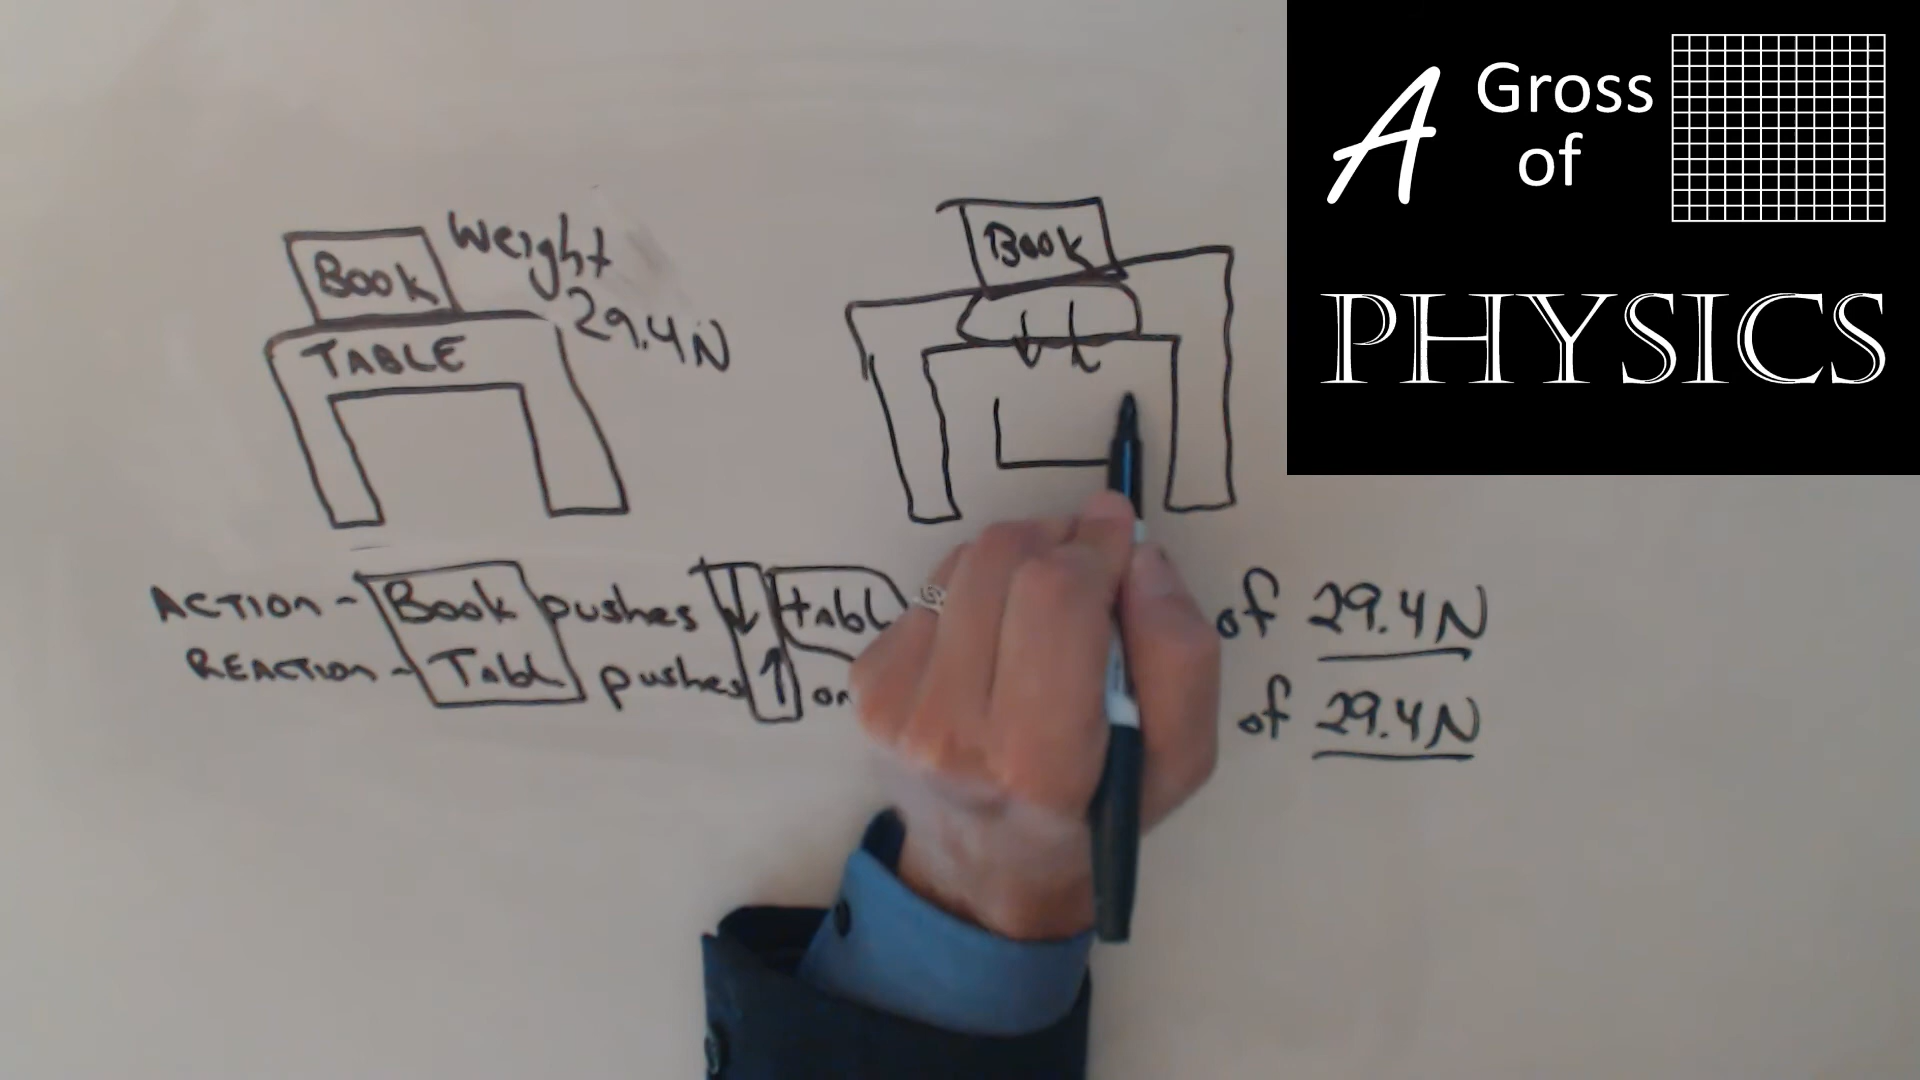 Book
Weight
29.4N
TABLE
Book
ACTION - Book pushes ↓ tabl of 29.4N
REACTION - Tabl pushes ↑ on of 29.4N
A Gross of
PHYSICS